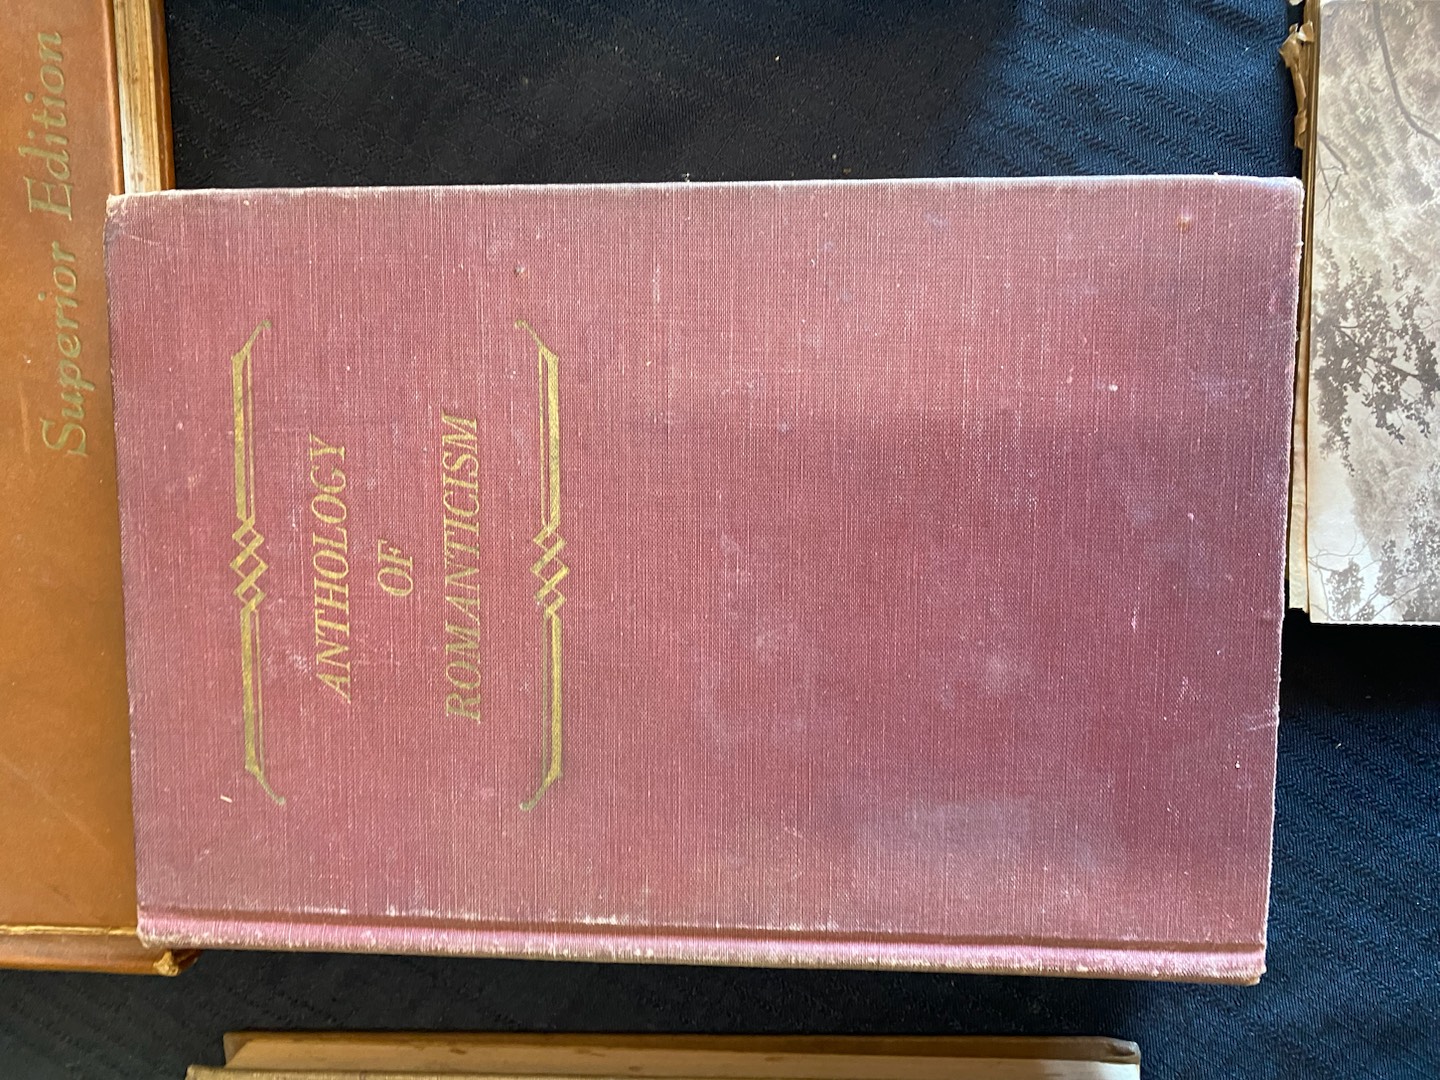 Superior Edition
ANTHOLOGY
OF
ROMANTICISM